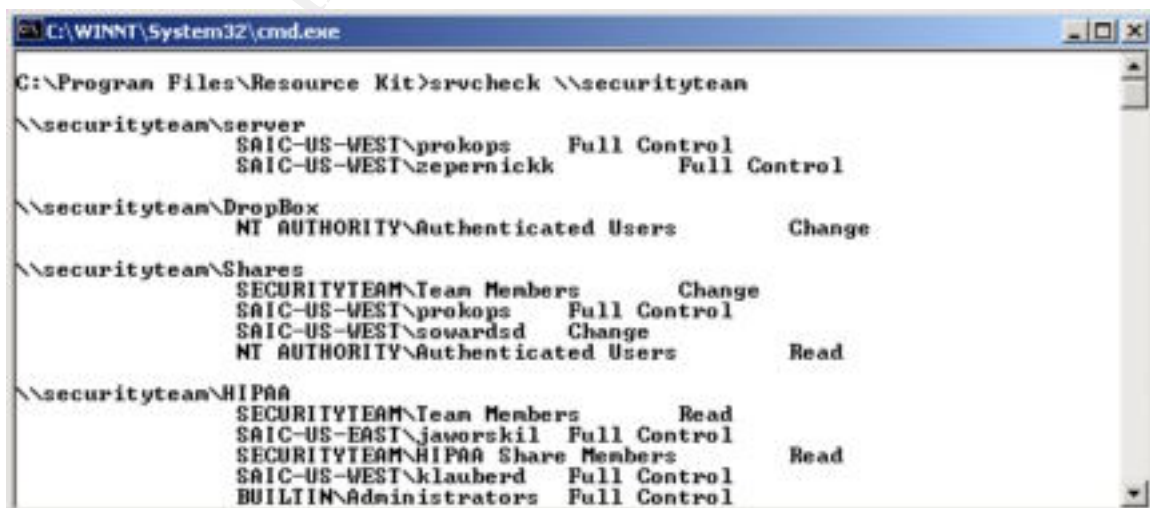 C:\WINNT\System32\cmd.exe
C:\Program Files\Resource Kit>srvcheck \\securityteam
\\securityteam\server
SAIC-US-WEST\prokops Full Control
SAIC-US-WEST\zepernickk Full Control
\\securityteam\DropBox
NT AUTHORITY\Authenticated Users Change
\\securityteam\Shares
SECURITYTEAM\Team Members Change
SAIC-US-WEST\prokops Full Control
SAIC-US-WEST\sowardsd Change
NT AUTHORITY\Authenticated Users Read
\\securityteam\HIPAA
SECURITYTEAM\Team Members Read
SAIC-US-EAST\jaworskil Full Control
SECURITYTEAM\HIPAA Share Members Read
SAIC-US-WEST\klauberd Full Control
BUILTIN\Administrators Full Control